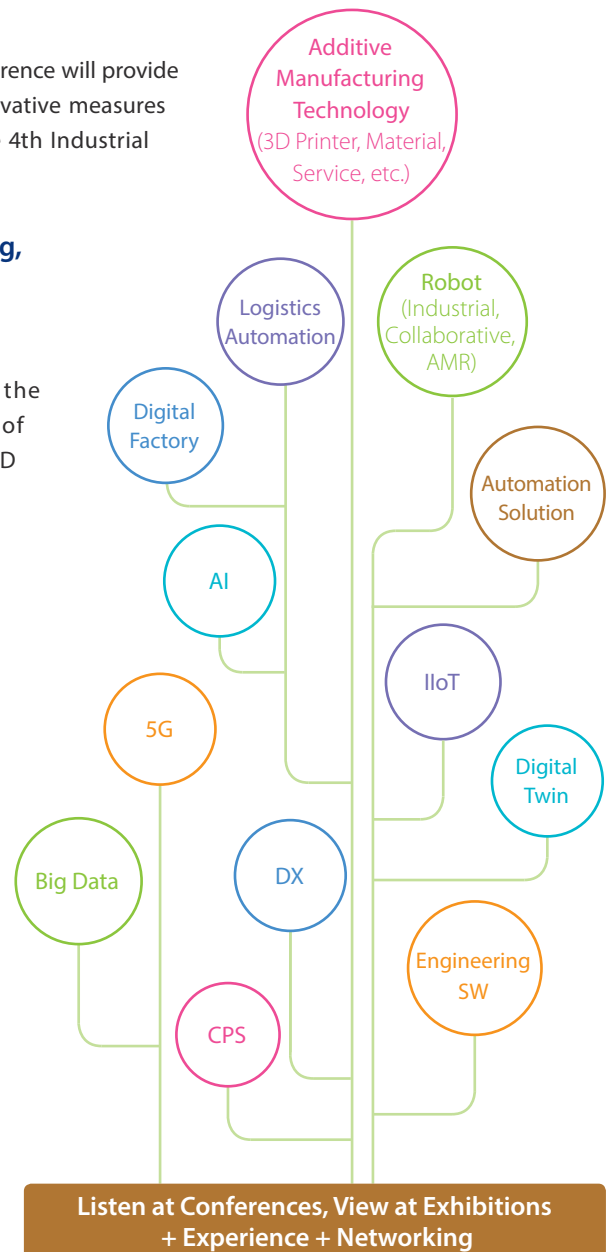 rence will provide
vative measures
4th Industrial
g,
the
of
D
Additive
Manufacturing
Technology
(3D Printer, Material,
Service, etc.)
Logistics
Automation
Robot
(Industrial,
Collaborative,
AMR)
Digital
Factory
Automation
Solution
AI
IIoT
5G
Digital
Twin
Big Data
DX
Engineering
SW
CPS
Listen at Conferences, View at Exhibitions
+ Experience + Networking